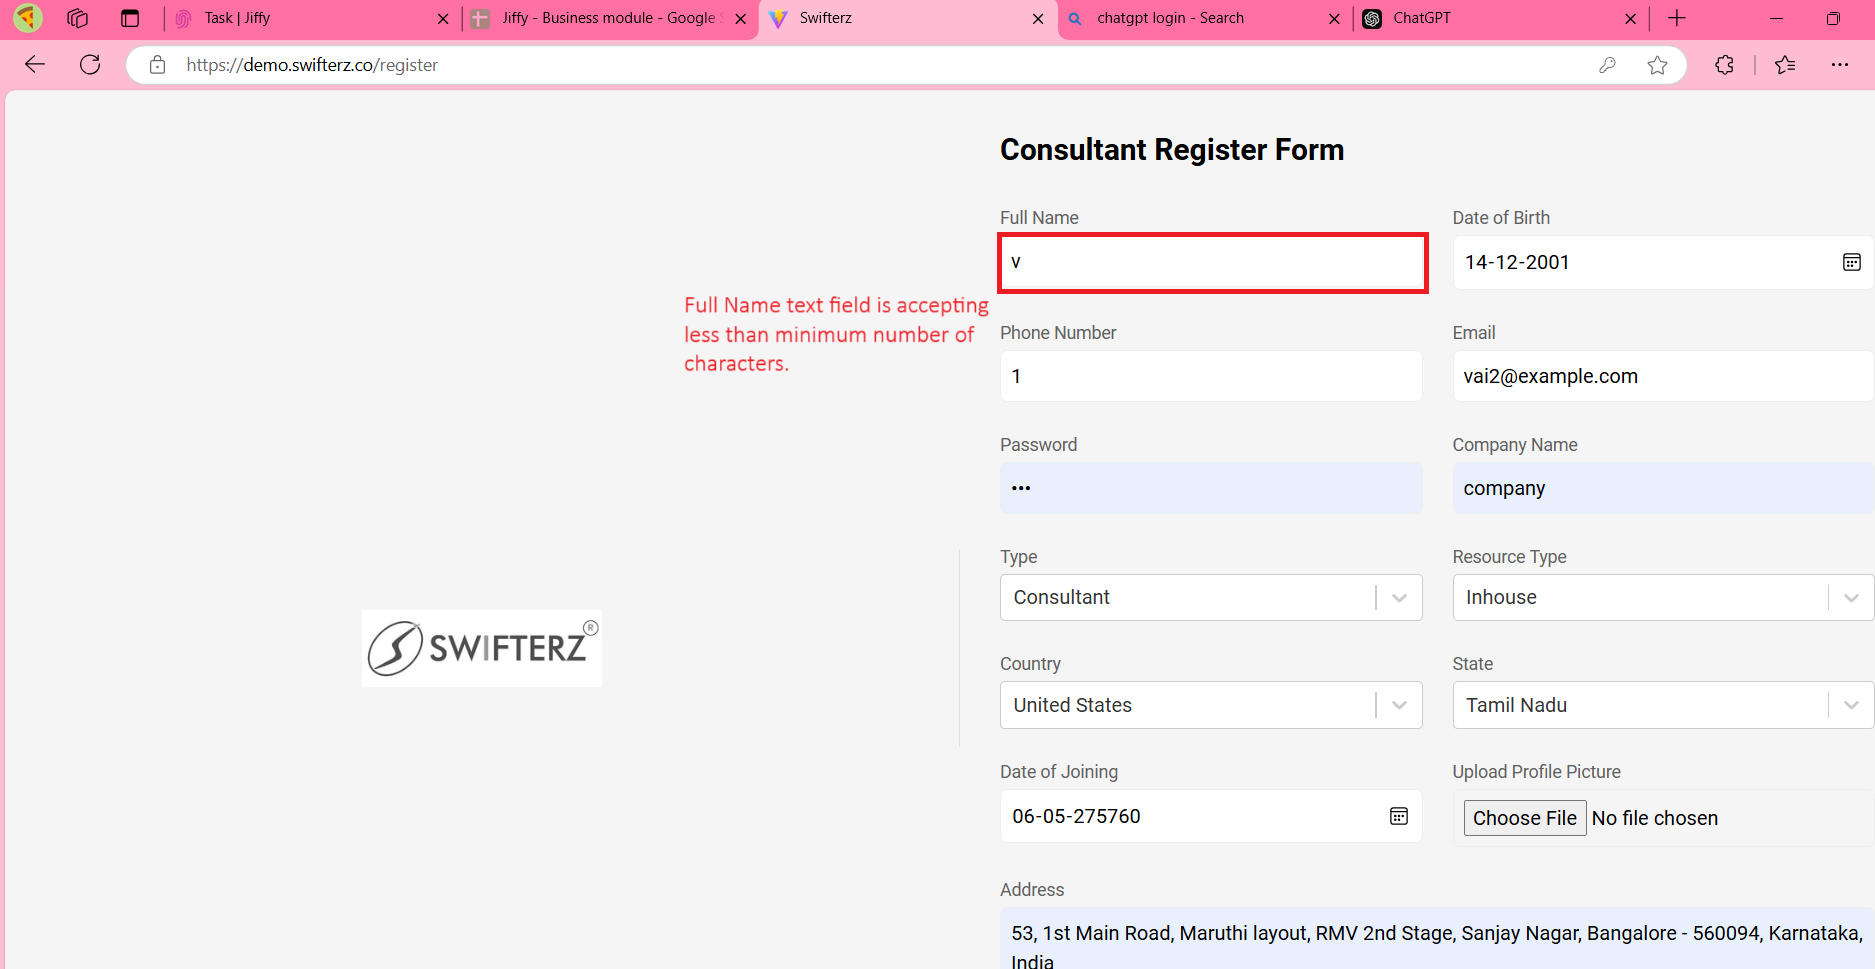 Task | Jiffy
Jiffy - Business module - Google
Swifterz
chatgpt login - Search
ChatGPT
https://demo.swifterz.co/register
Consultant Register Form
Full Name
Date of Birth
v
14-12-2001
Full Name text field is accepting
less than minimum number of
characters.
Phone Number
Email
1
vai2@example.com
Password
Company Name
•••
company
Type
Resource Type
Consultant
Inhouse
SWIFTERZ®
Country
State
United States
Tamil Nadu
Date of Joining
Upload Profile Picture
06-05-275760
Choose File No file chosen
Address
53, 1st Main Road, Maruthi layout, RMV 2nd Stage, Sanjay Nagar, Bangalore - 560094, Karnataka,
India